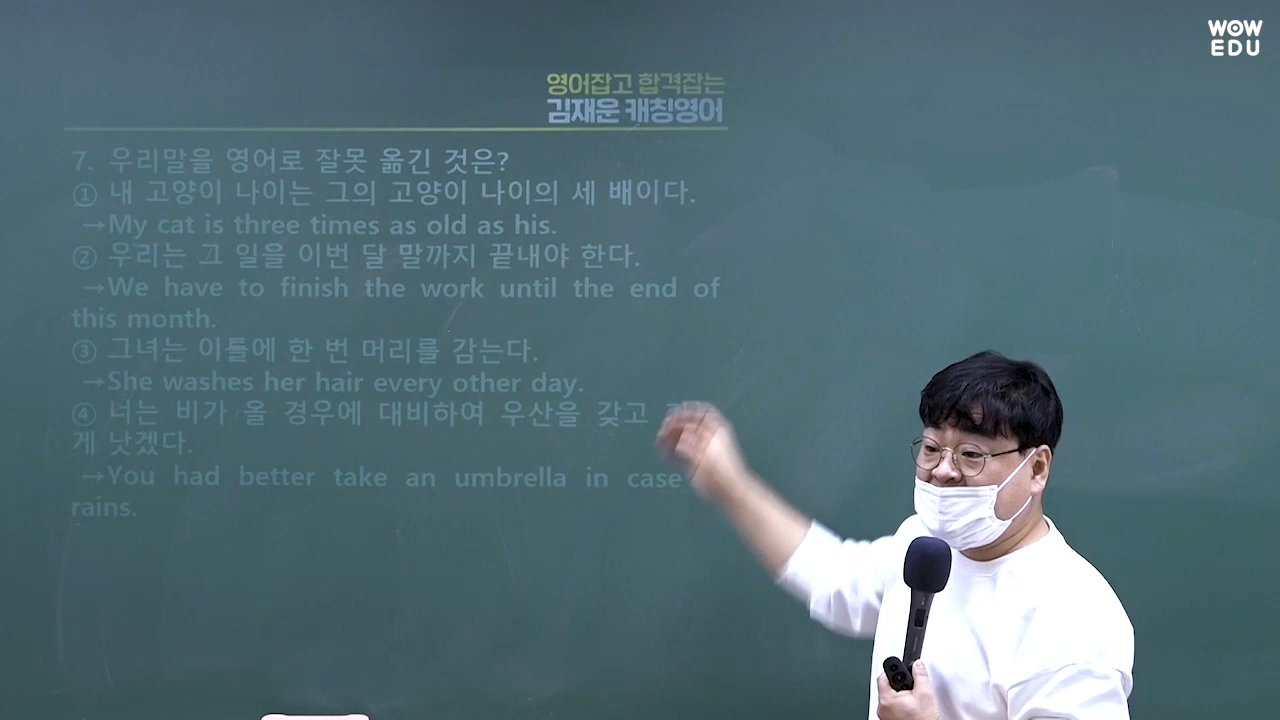 WOW
EDU
영어잡고 합격잡는
김재운 캐칭영어
7. 우리말을 영어로 잘못 옮긴 것은?
① 내 고양이 나이는 그의 고양이 나이의 세 배이다.
→My cat is three times as old as his.
② 우리는 그 일을 이번 달 말까지 끝내야 한다.
→We have to finish the work until the end of
this month.
③ 그녀는 이틀에 한 번 머리를 감는다.
→She washes her hair every other day.
④ 너는 비가 올 경우에 대비하여 우산을 갖고
게 낫겠다.
→You had better take an umbrella in case
rains.